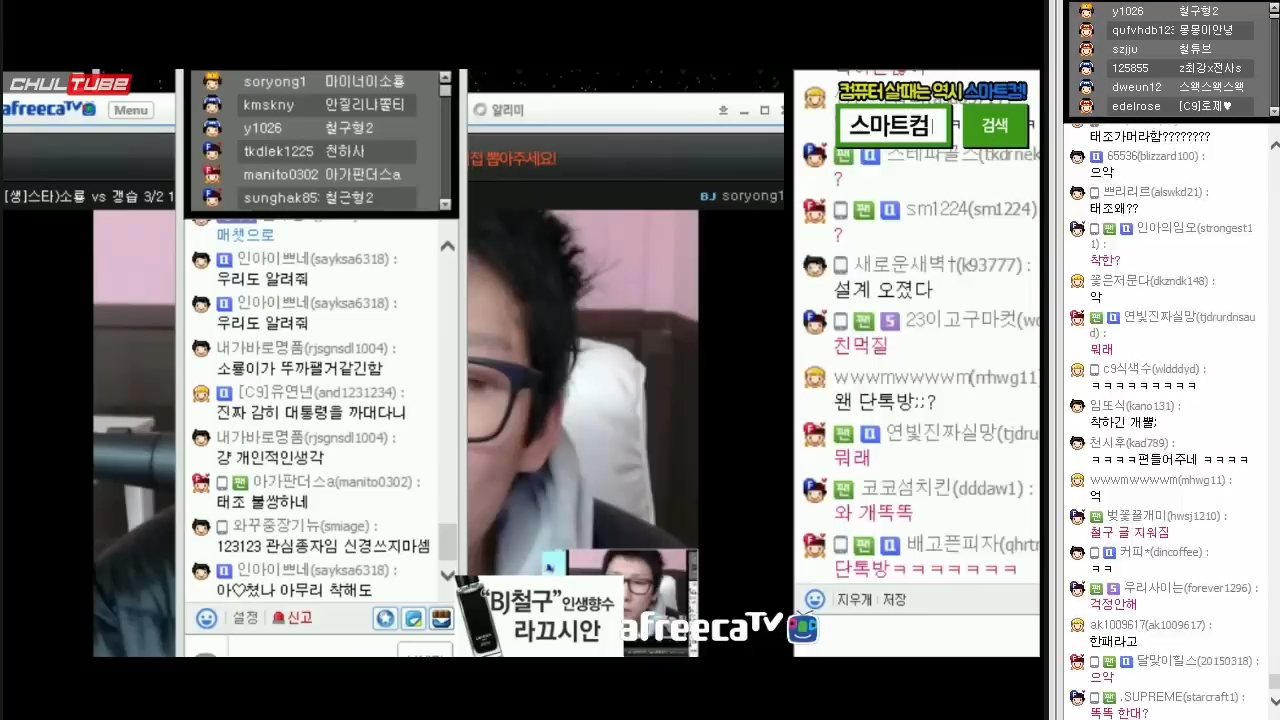 CHULTUBE
afreecaTV
Menu
[생]스타)소룡 vs 갱습 3/2 1
soryong1 마이너이소룡
kmskny 안질리냐쫄티
y1026 철구형2
tkdlek1225 천하사
manito0302 아가판더스a
sunghak85 철근형2
매챗으로
인아이쁘네(sayksa6318) :
우리도 알려줘
인아이쁘네(sayksa6318) :
우리도 알려줘
내가바로명품(rjsgnsdl1004) :
소룡이가 뚜까팰거같긴함
[C9]유연년(and1231234) :
진짜 감히 대통령을 까대다니
내가바로명품(rjsgnsdl1004) :
걍 개인적인생각
아가판더스a(manito0302) :
태조 불쌍하네
와꾸중장기뉴(smiage) :
123123 관심종자임 신경쓰지마셈
인아이쁘네(sayksa6318) :
아♡쳤나 아무리 착해도
설정
신고
알리미
접 뽑아주세요!
BJ soryong1
"BJ철구" 인생향수
라끄시안
afreecaTV
컴퓨터 살때는 역시 스마트컴!
스마트컴
검색
?
sm1224(sm1224)
?
새로운새벽†(k93777) :
설계 오졌다
23이고구마컷(wc
친먹질
wwwmwwwwm(mhwg11
왠 단톡방;;?
연빛진짜실망(tjdru
뭐래
코코섬치킨(dddaw1) :
와 개똑똑
배고픈피자(qhrtr
단톡방ㅋㅋㅋㅋㅋㅋㅋ
지우개
저장
y1026 철구형2
qufvhdb123 몽몽이안녕
szjju 철튜브
125855 z최강x전사s
dweun12 스왝스왝스왝
edelrose [C9]토제♥
태조가머라함????????
65536(blizzard100) :
으악
쁘리랴르(alswkd21) :
태조왜??
인아의임오(strongest11) :
착한?
꽃은저문다(dkzndk148) :
악
연빛진짜실망(tjdrurdnsaud) :
뭐래
c9식색수(wldddyd) :
ㅋㅋㅋㅋㅋㅋㅋㅋㅋ
임또식(kano131) :
착하긴 개뿔;
천시후(kad789) :
ㅋㅋㅋㅋ편들어주네 ㅋㅋㅋㅋ
wwwmwwwwm(mhwg11) :
억
벚꽃풀개미(hwsj1210) :
철구 글 지워짐
커피*(dincoffee) :
ㅋㅋ
우리사이는(forever1296) :
걱정안해
ak1009617(ak1009617) :
한패라고
달맞이힐스(20150318) :
으악
,SUPREME(starcraft1) :
똑똑 한대?